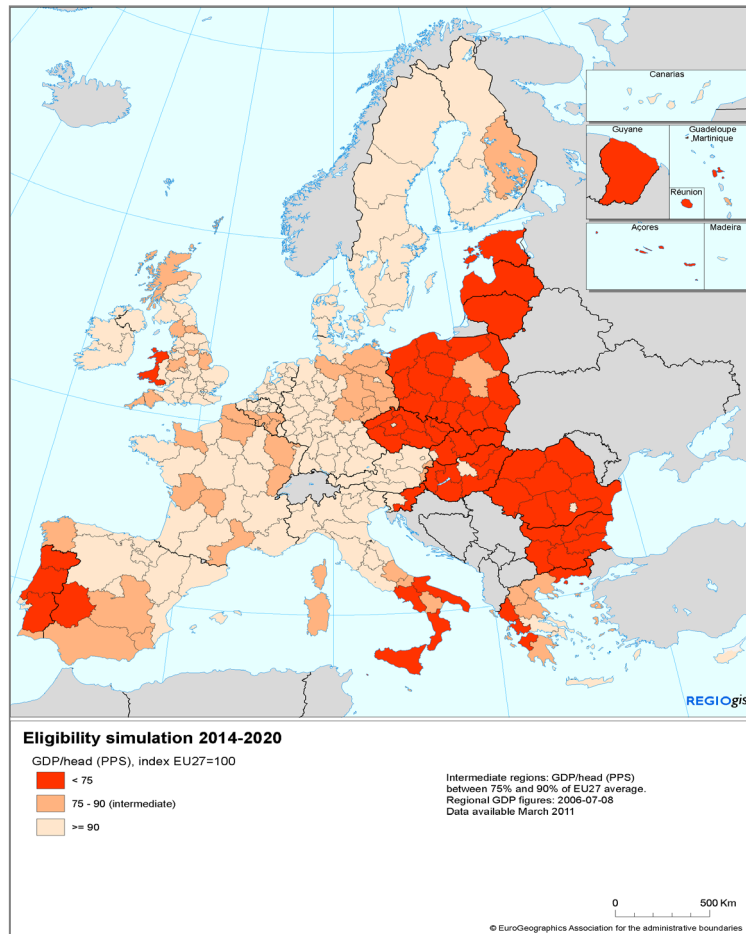 Canarias
Guyane
Guadeloupe
Martinique
Réunion
Açores
Madeira
REGIOgis
Eligibility simulation 2014-2020
GDP/head (PPS), index EU27=100
< 75
75 - 90 (intermediate)
>= 90
Intermediate regions: GDP/head (PPS)
between 75% and 90% of EU27 average.
Regional GDP figures: 2006-07-08
Data available March 2011
0 500 Km
© EuroGeographics Association for the administrative boundaries